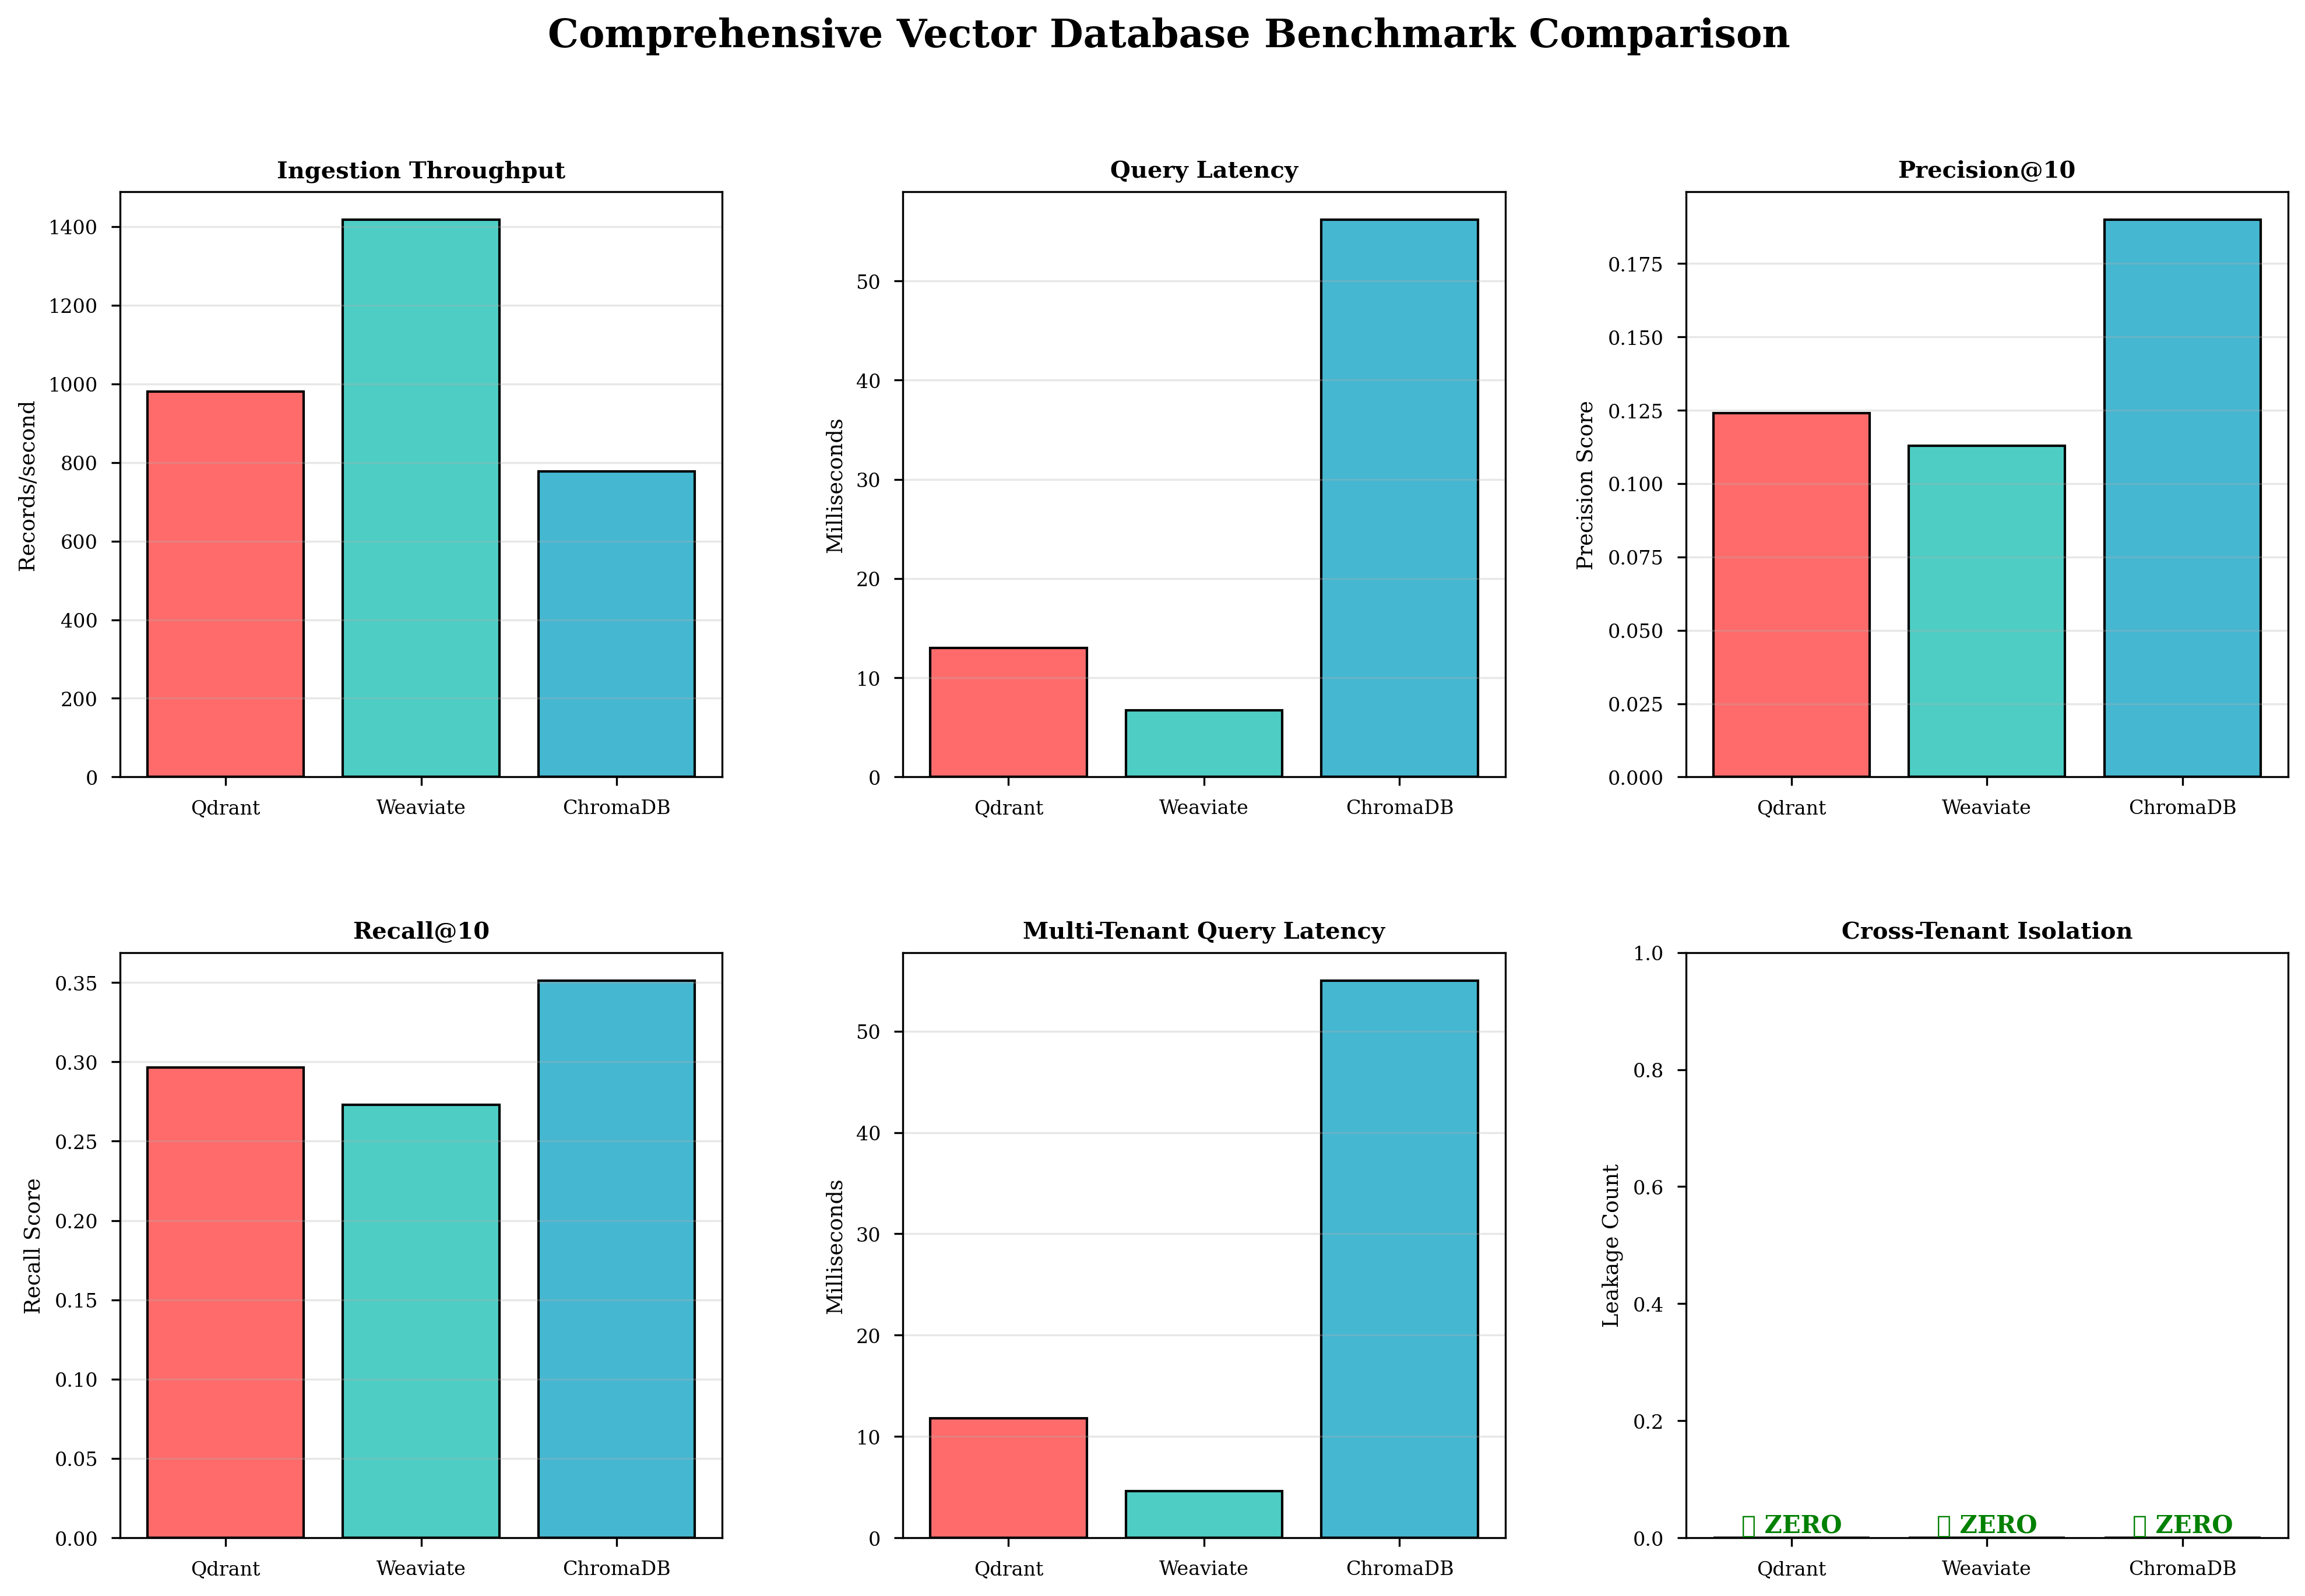 Comprehensive Vector Database Benchmark Comparison
Ingestion Throughput
Records/second
1400
1200
1000
800
600
400
200
0
Qdrant Weaviate ChromaDB
Query Latency
Milliseconds
50
40
30
20
10
0
Qdrant Weaviate ChromaDB
Precision@10
Precision Score
0.175
0.150
0.125
0.100
0.075
0.050
0.025
0.000
Qdrant Weaviate ChromaDB
Recall@10
Recall Score
0.35
0.30
0.25
0.20
0.15
0.10
0.05
0.00
Qdrant Weaviate ChromaDB
Multi-Tenant Query Latency
Milliseconds
50
40
30
20
10
0
Qdrant Weaviate ChromaDB
Cross-Tenant Isolation
Leakage Count
1.0
0.8
0.6
0.4
0.2
0.0
ZERO ZERO ZERO
Qdrant Weaviate ChromaDB